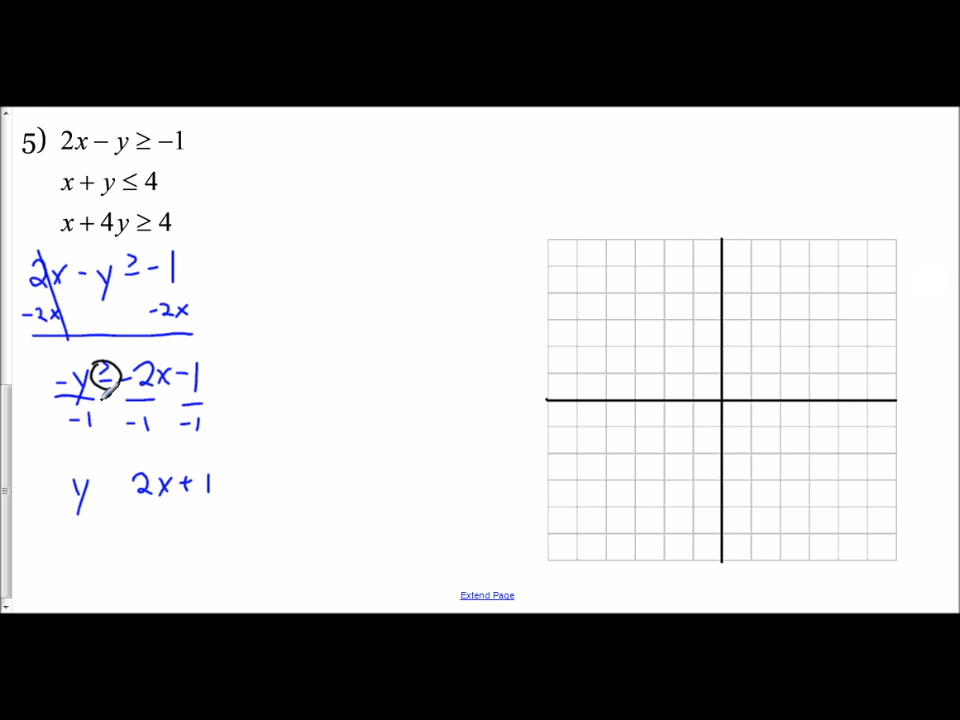 5) 2x − y ≥ −1
x + y ≤ 4
x + 4y ≥ 4
2x - y ≥ -1
-2x -2x
-y ≥ -2x - 1
-1 -1 -1
y 2x + 1
Extend Page